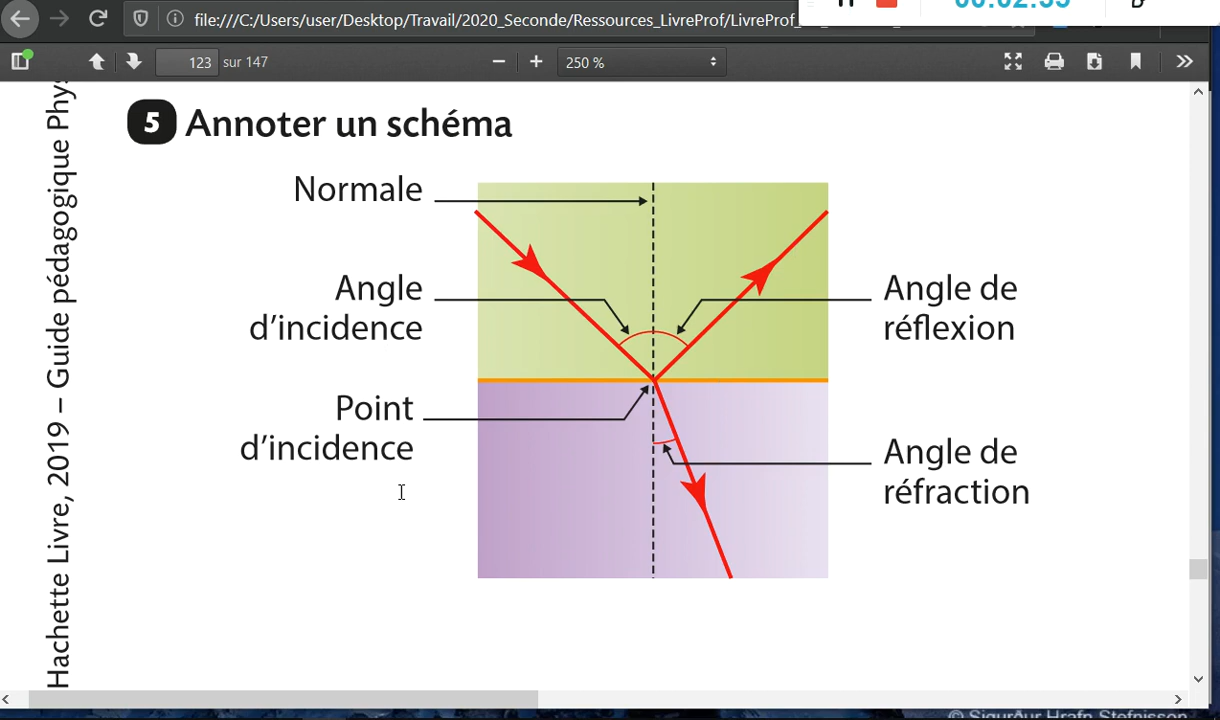 file:///C:/Users/user/Desktop/Travail/2020_Seconde/Ressources_LivreProf/LivreProf_
123 sur 147
250 %
Hachette Livre, 2019 – Guide pédagogique
5 Annoter un schéma
Normale
Angle
d'incidence
Angle de
réflexion
Point
d'incidence
Angle de
réfraction